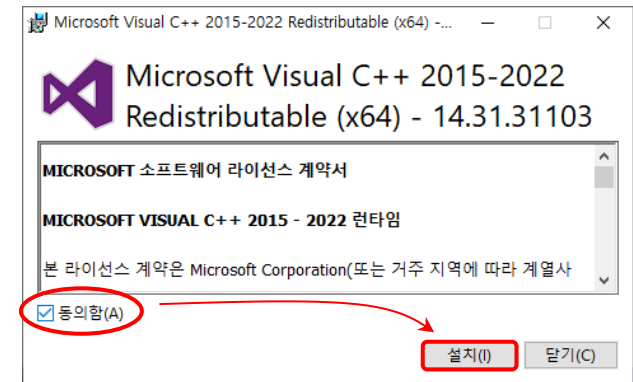 Microsoft Visual C++ 2015-2022 Redistributable (x64) -...
Microsoft Visual C++ 2015-2022
Redistributable (x64) - 14.31.31103
MICROSOFT 소프트웨어 라이선스 계약서
MICROSOFT VISUAL C++ 2015 - 2022 런타임
본 라이선스 계약은 Microsoft Corporation(또는 거주 지역에 따라 계열사
동의함(A)
설치(I) 닫기(C)